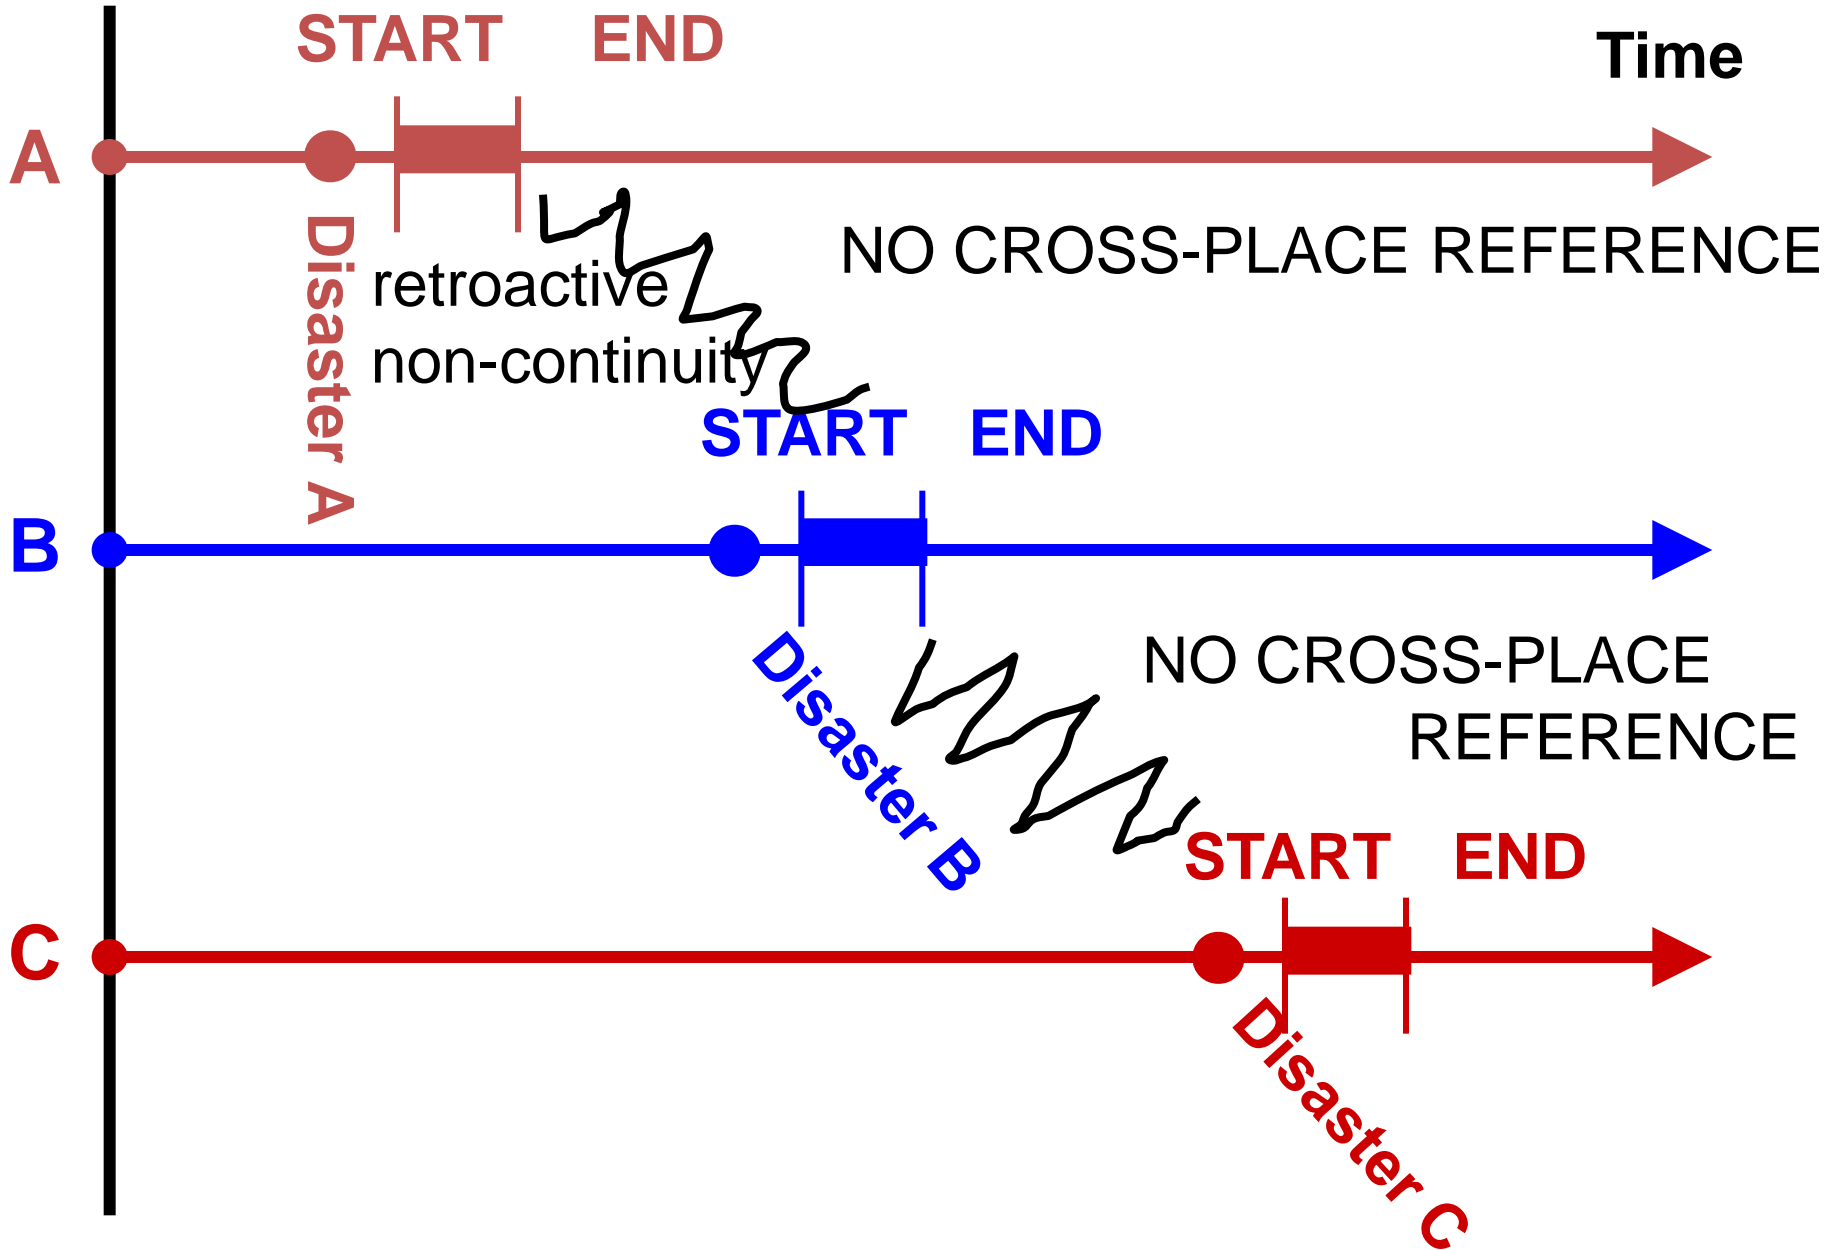 START END
Time
A
Disaster A
NO CROSS-PLACE REFERENCE
retroactive
non-continuity
START END
B
Disaster B
NO CROSS-PLACE
REFERENCE
START END
C
Disaster C